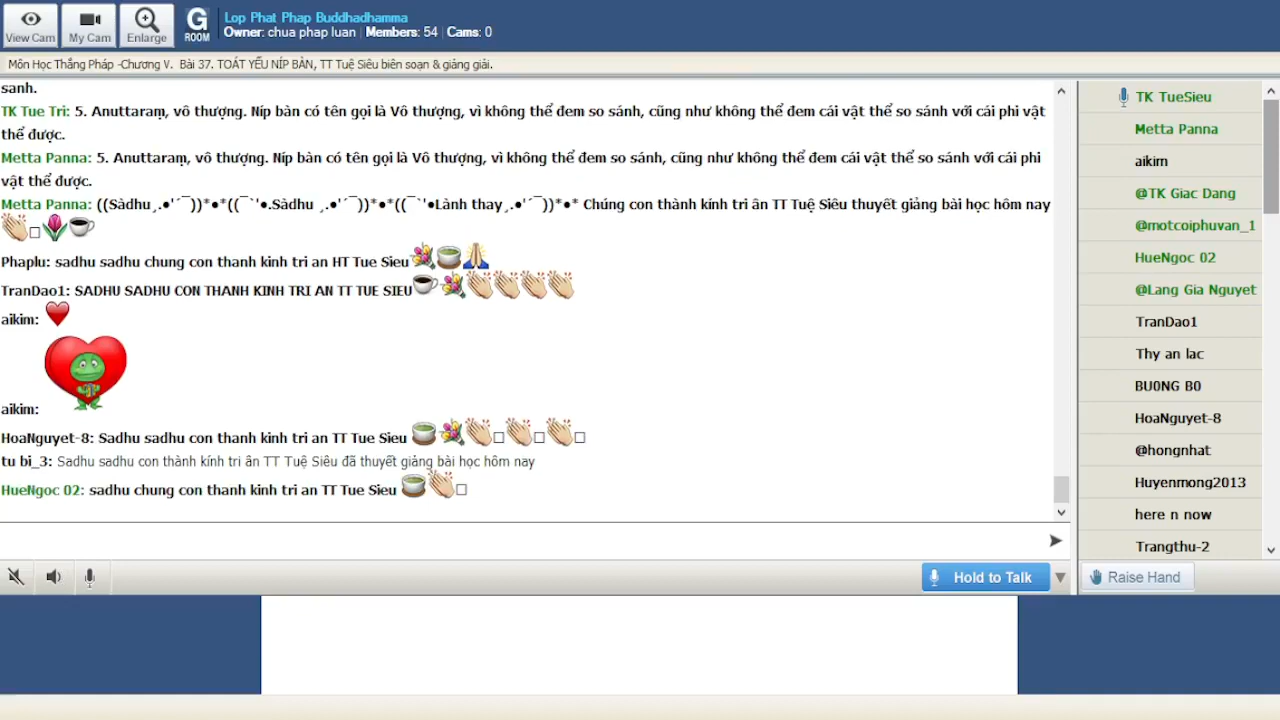 View Cam
My Cam
Enlarge
G
ROOM
Lop Phat Phap Buddhadhamma
Owner: chua phap luan | Members: 54 | Cams: 0
Môn Học Thắng Pháp -Chương V. Bài 37. TOÁT YẾU NÍP BÀN, TT Tuệ Siêu biên soạn & giảng giải.
sanh.
TK Tue Tri: 5. Anuttaraṃ, vô thượng. Níp bàn có tên gọi là Vô thượng, vì không thể đem so sánh, cũng như không thể đem cái vật thể so sánh với cái phi vật
thể được.
Metta Panna: 5. Anuttaraṃ, vô thượng. Níp bàn có tên gọi là Vô thượng, vì không thể đem so sánh, cũng như không thể đem cái vật thể so sánh với cái phi
vật thể được.
Metta Panna: ((Sàdhu¸.●'´¯))*●*((¯`'●.Sàdhu ¸.●'´¯))*●*((¯`'●Lành thay¸.●'´¯))*●* Chúng con thành kính tri ân TT Tuệ Siêu thuyết giảng bài học hôm nay
Phaplu: sadhu sadhu chung con thanh kinh tri an HT Tue Sieu
TranDao1: SADHU SADHU CON THANH KINH TRI AN TT TUE SIEU
aikim:
aikim:
HoaNguyet-8: Sadhu sadhu con thanh kinh tri an TT Tue Sieu
tu bi_3: Sadhu sadhu con thành kính tri ân TT Tuệ Siêu đã thuyết giảng bài học hôm nay
HueNgoc 02: sadhu chung con thanh kinh tri an TT Tue Sieu
Hold to Talk
TK TueSieu
Metta Panna
aikim
@TK Giac Dang
@motcoiphuvan_1
HueNgoc 02
@Lang Gia Nguyet
TranDao1
Thy an lac
BU0NG B0
HoaNguyet-8
@hongnhat
Huyenmong2013
here n now
Trangthu-2
Raise Hand